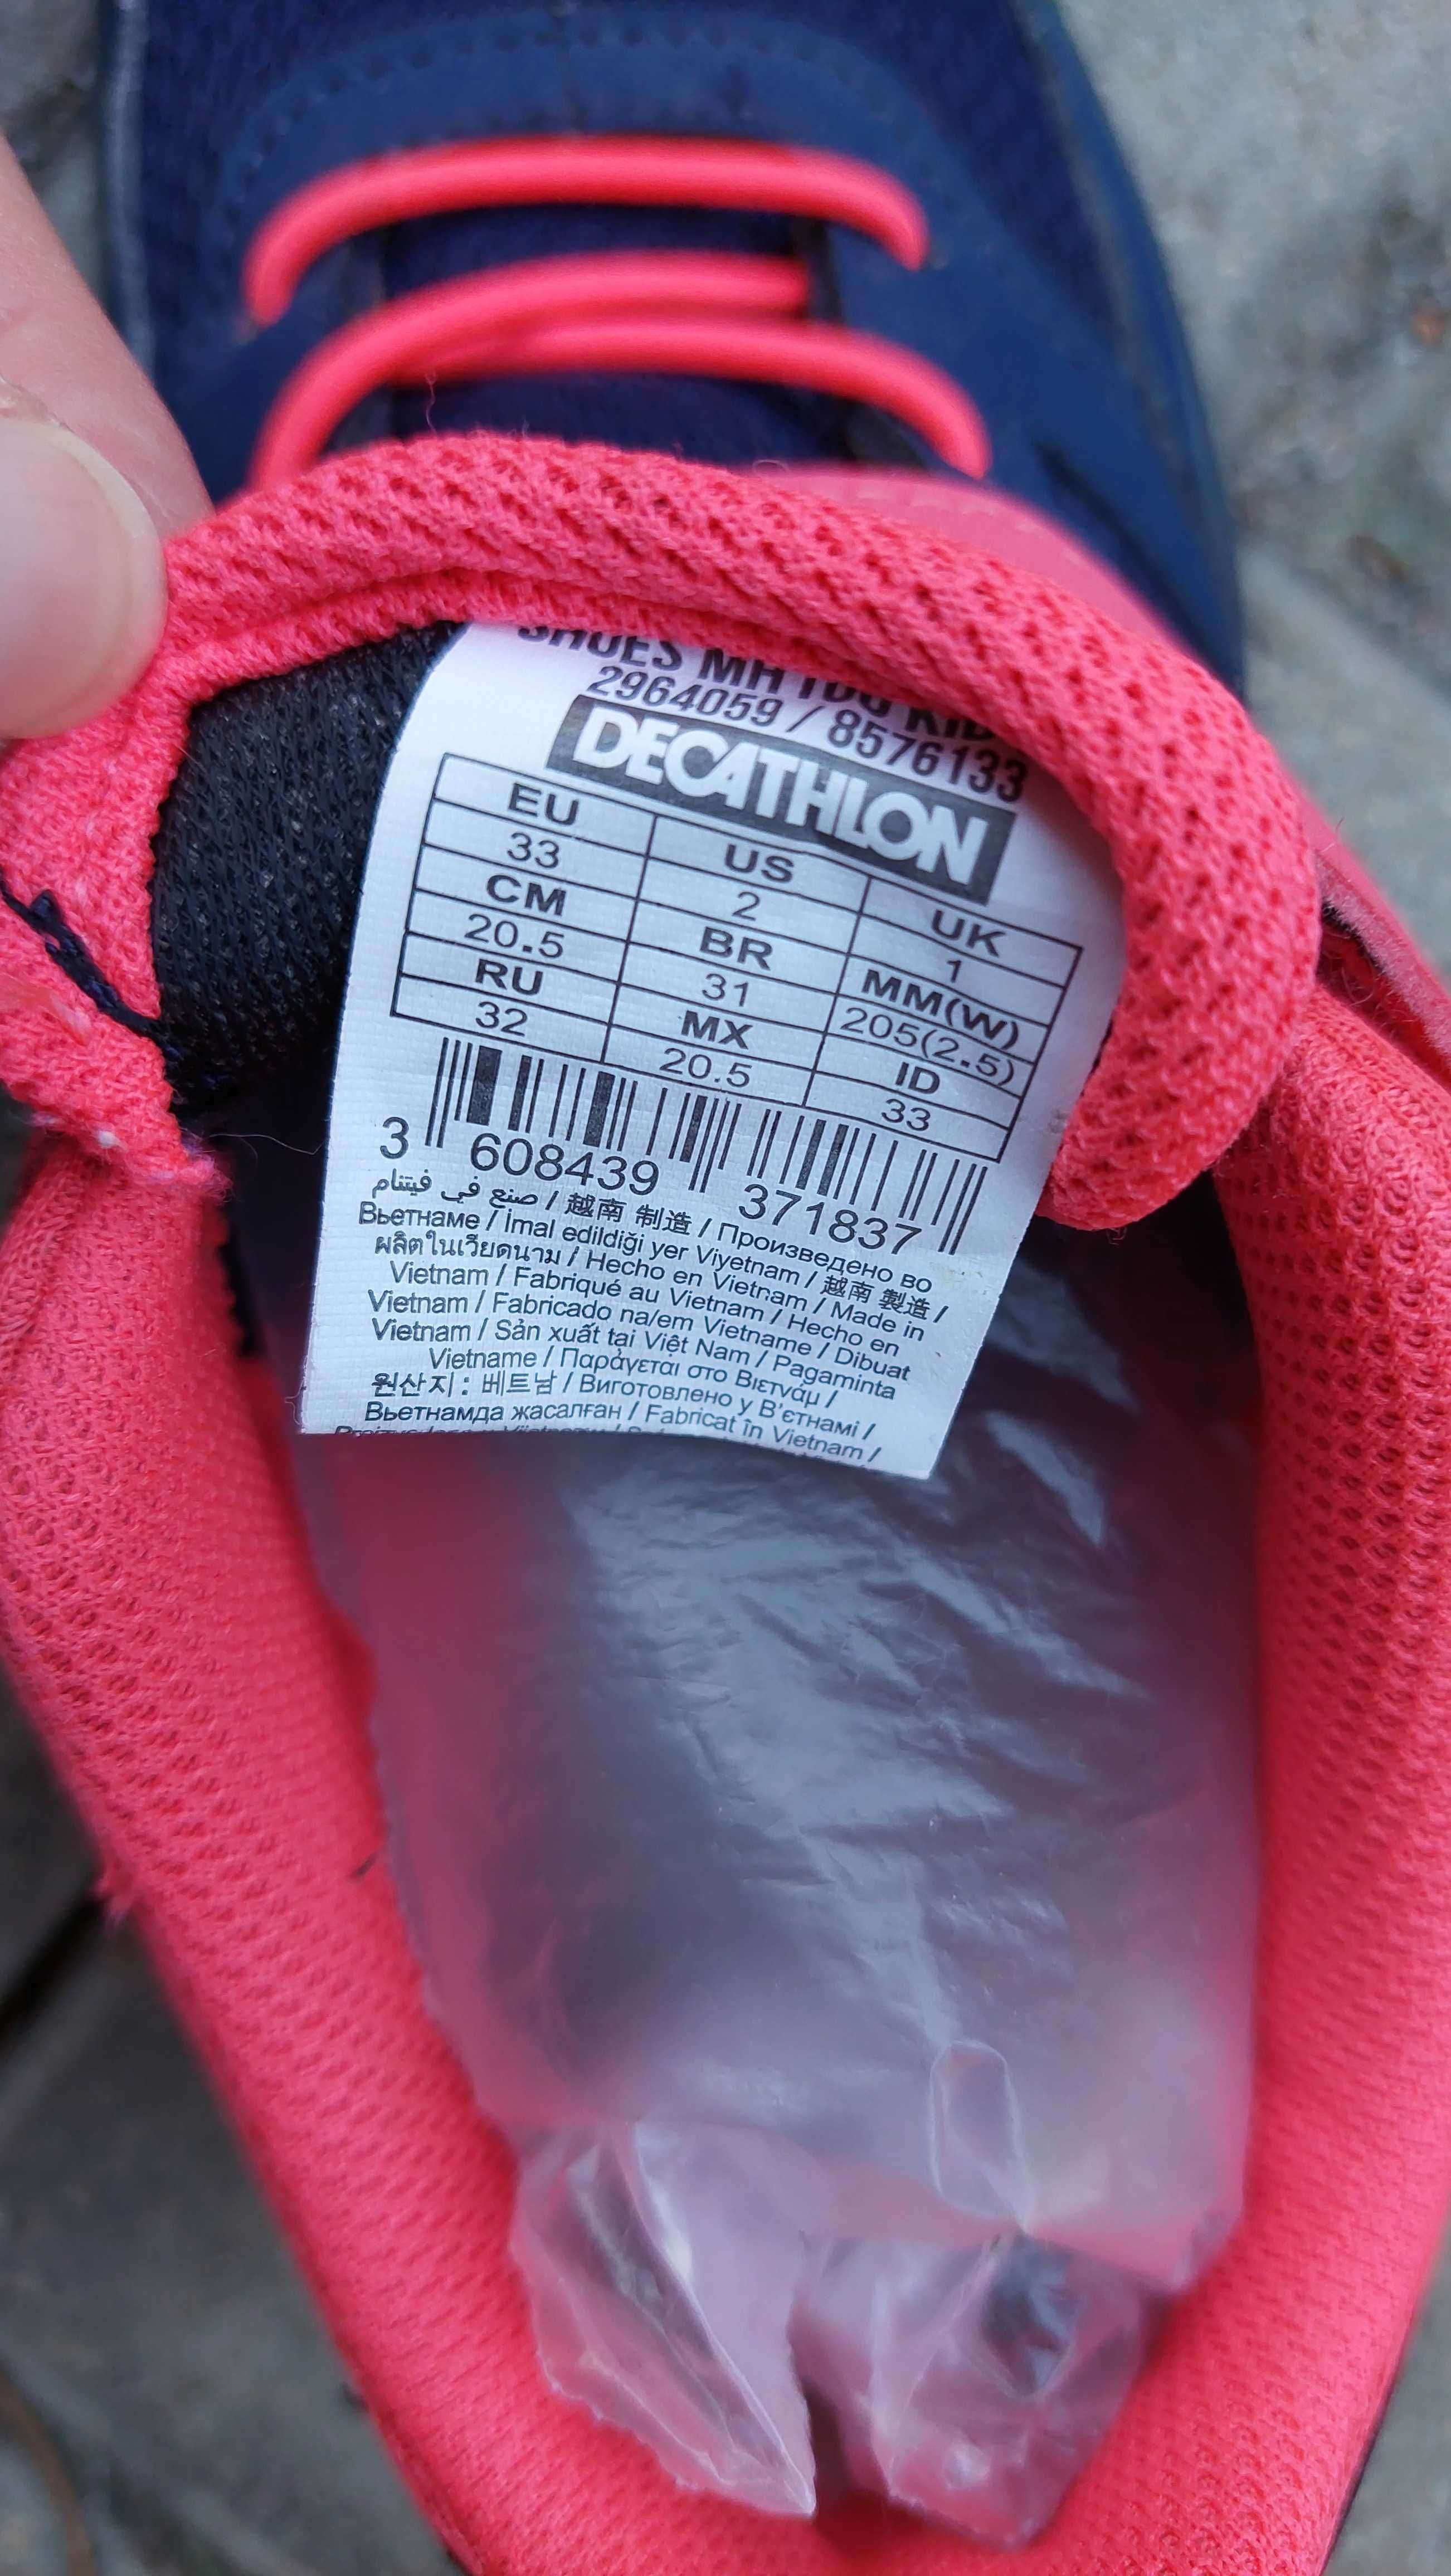 SHOES MH100 KID
2964059 / 8576133
DECATHLON
EU US UK
33 2 1
CM BR MM(W)
20.5 31 205(2.5)
RU MX ID
32 20.5 33
3 608439 371837
صنع في فيتنام / 越南 制造 / Произведено во
Вьетнаме / İmal edildiği yer Viyetnam / 越南 製造 /
ผลิตในเวียดนาม / Hecho en Vietnam / Made in
Vietnam / Fabriqué au Vietnam / Hecho en
Vietnam / Fabricado na/em Vietname / Dibuat
Vietnam / Sản xuất tại Việt Nam / Pagaminta
Vietname / Παράγεται στο Βιετνάμ /
원산지: 베트남 / Виготовлено у В'єтнамі /
Вьетнамда жасалған / Fabricat în Vietnam /